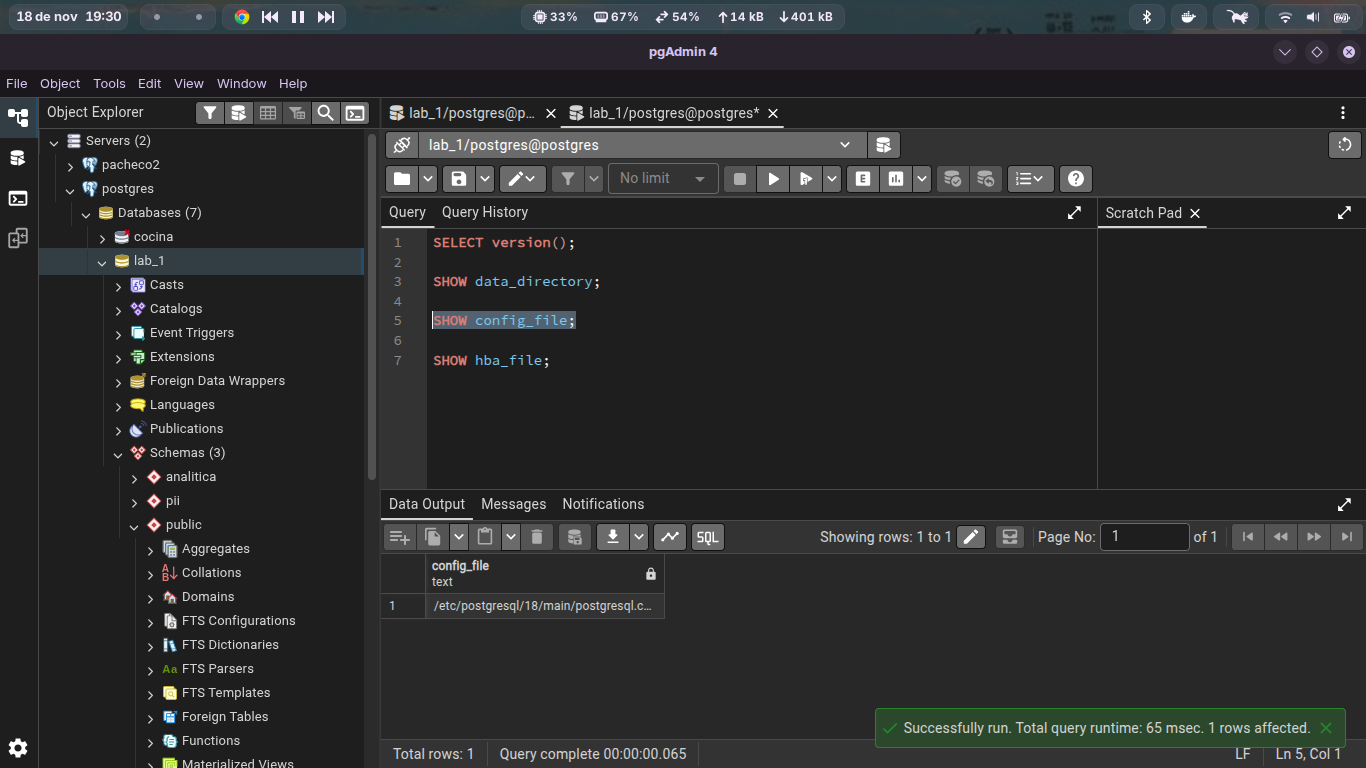 18 de nov 19:30
33% 67% 54% 14 kB 401 kB
pgAdmin 4
File Object Tools Edit View Window Help
Object Explorer
Servers (2)
pacheco2
postgres
Databases (7)
cocina
lab_1
Casts
Catalogs
Event Triggers
Extensions
Foreign Data Wrappers
Languages
Publications
Schemas (3)
analitica
pii
public
Aggregates
Collations
Domains
FTS Configurations
FTS Dictionaries
Aa FTS Parsers
FTS Templates
Foreign Tables
Functions
Materialized Views
lab_1/postgres@p... lab_1/postgres@postgres*
lab_1/postgres@postgres
No limit E
Query Query History
Scratch Pad
1 SELECT version();
2
3 SHOW data_directory;
4
5 SHOW config_file;
6
7 SHOW hba_file;
Data Output Messages Notifications
SQL Showing rows: 1 to 1 Page No: 1 of 1
config_file
text
1 /etc/postgresql/18/main/postgresql.c...
Successfully run. Total query runtime: 65 msec. 1 rows affected.
Total rows: 1 Query complete 00:00:00.065 LF Ln 5, Col 1